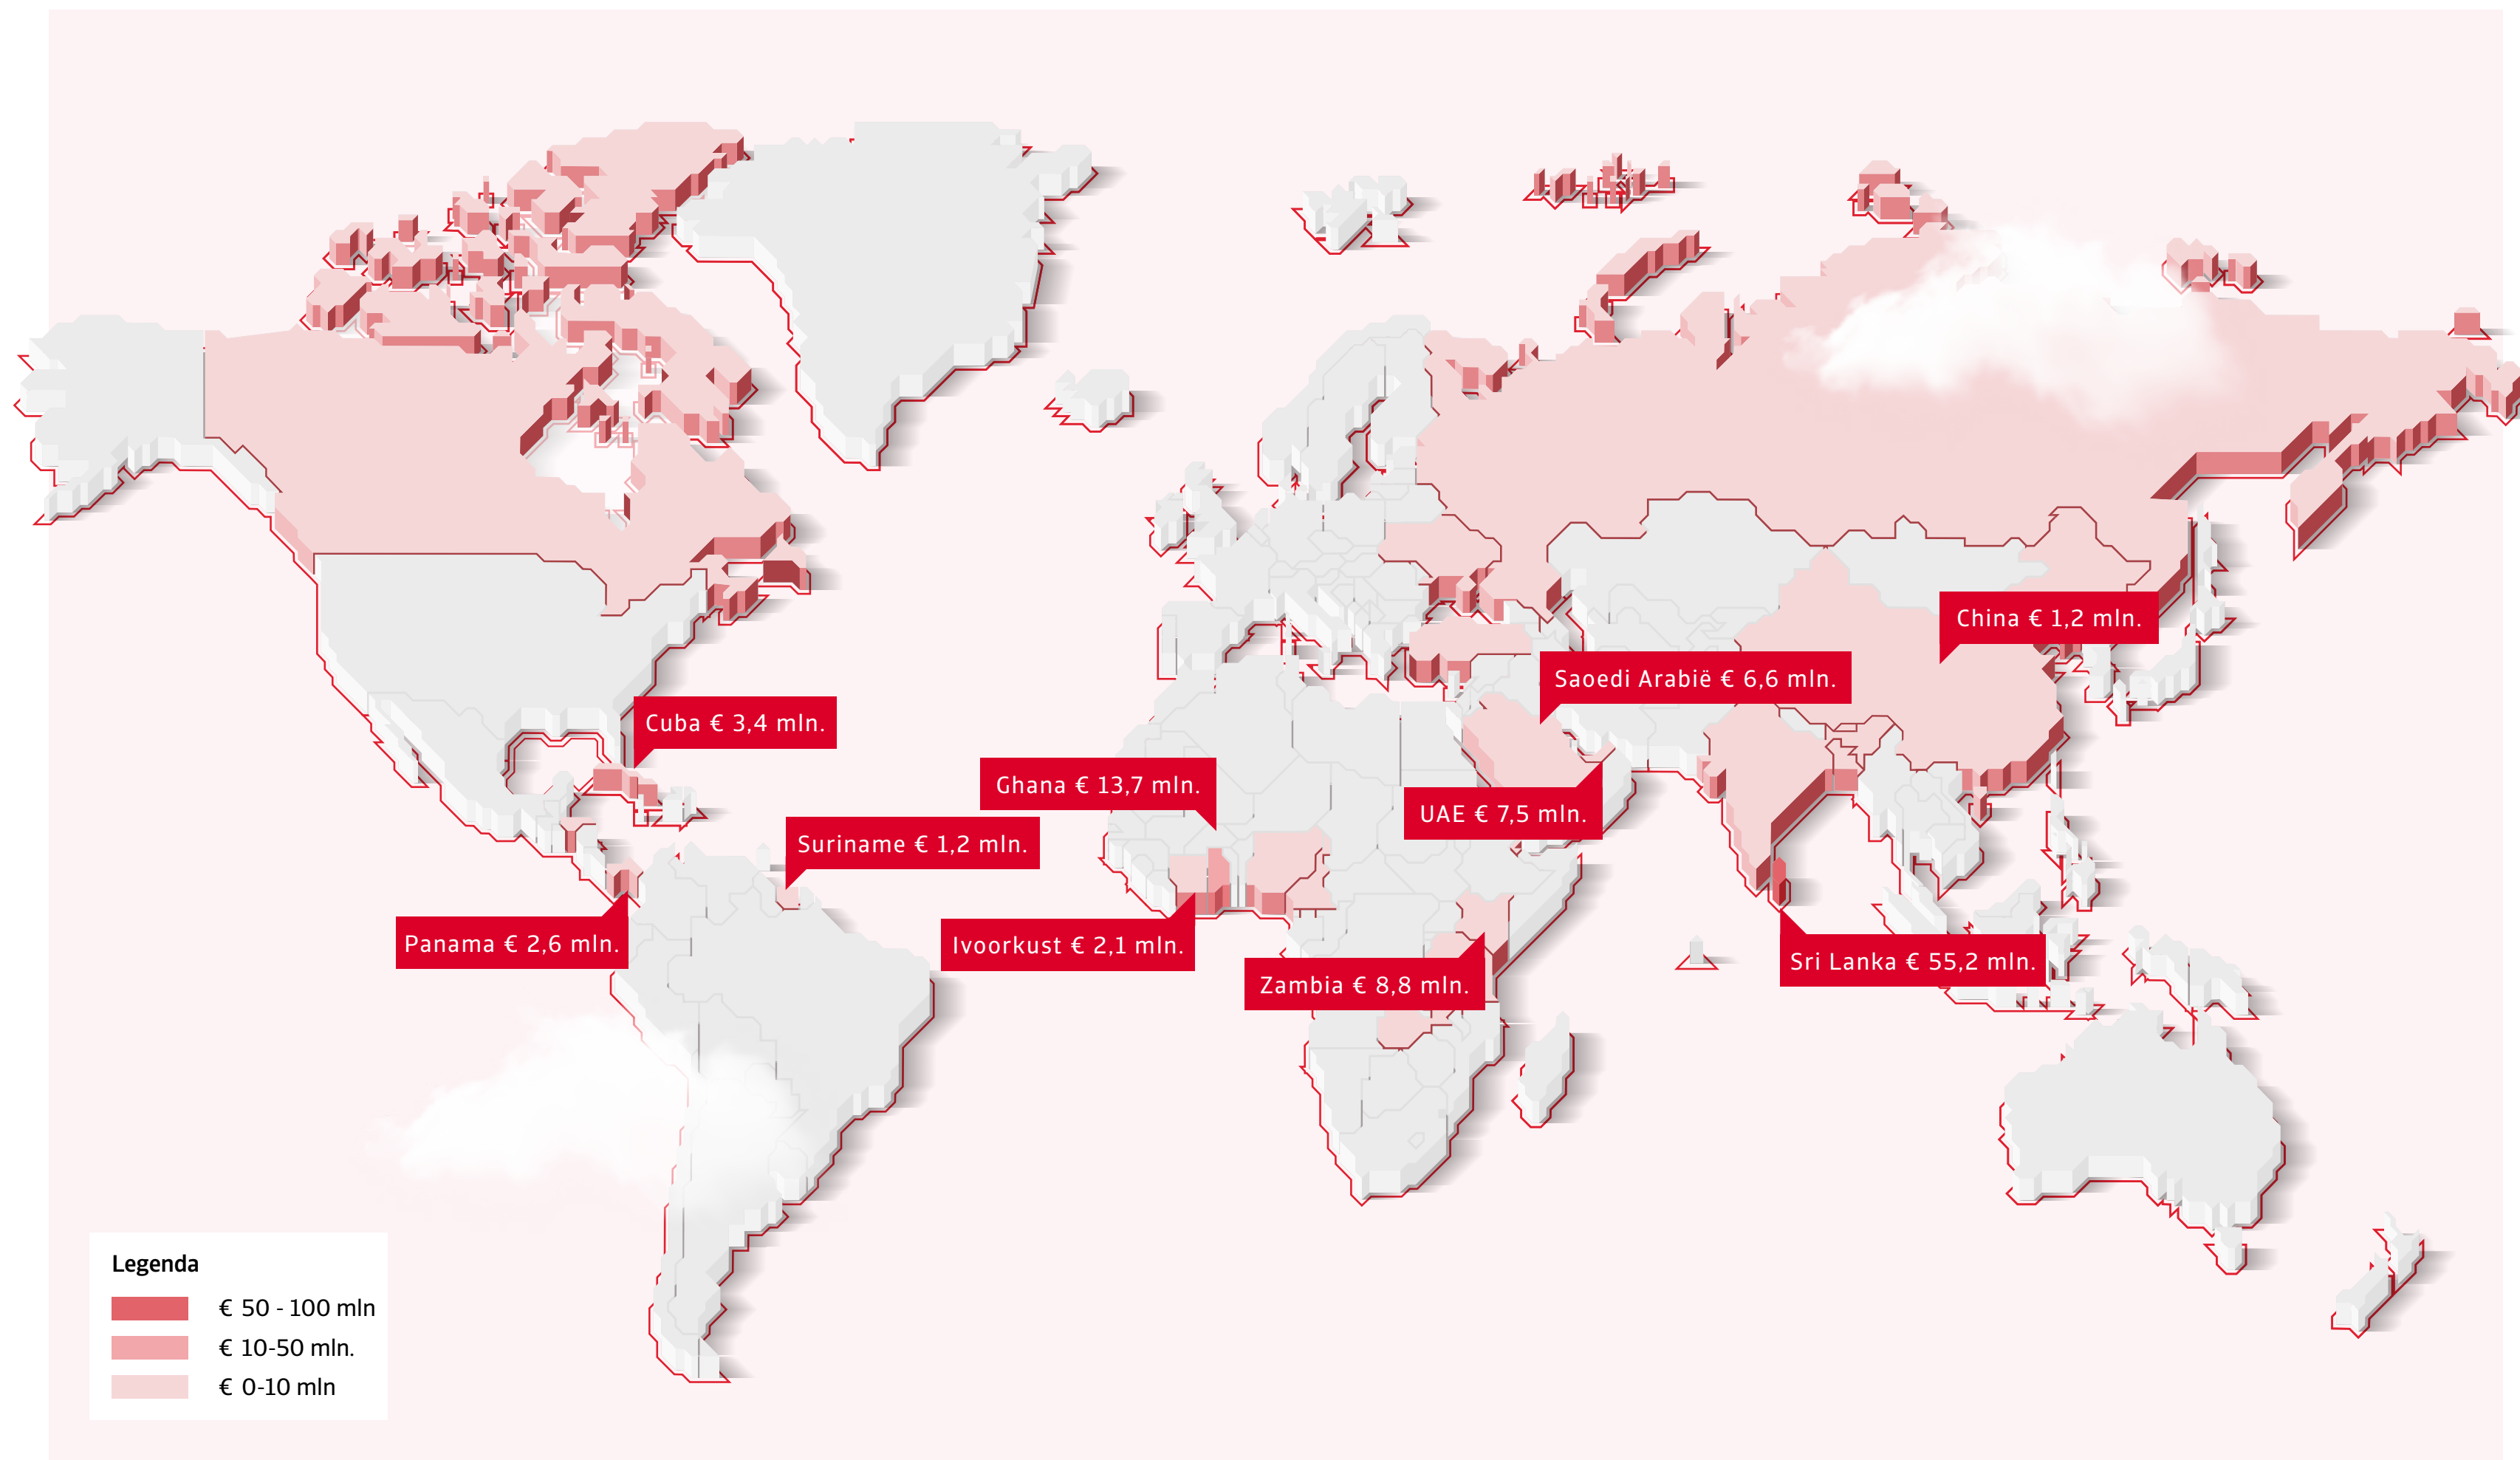 China € 1,2 mln.
Saoedi Arabië € 6,6 mln.
Cuba € 3,4 mln.
Ghana € 13,7 mln.
UAE € 7,5 mln.
Suriname € 1,2 mln.
Panama € 2,6 mln.
Ivoorkust € 2,1 mln.
Sri Lanka € 55,2 mln.
Zambia € 8,8 mln.
Legenda
€ 50 - 100 mln
€ 10-50 mln.
€ 0-10 mln